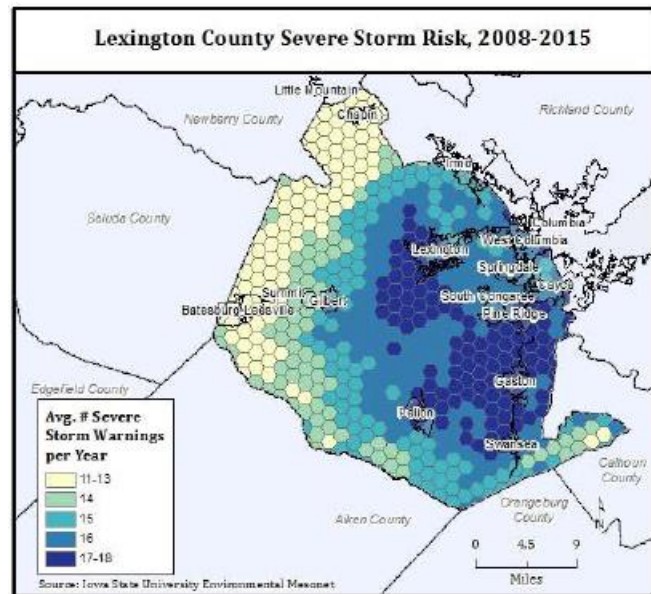 Lexington County Severe Storm Risk, 2008-2015
Little Mountain
Chapin
Newberry County
Richland County
Irmo
Saluda County
Columbia
West Columbia
Lexington
Springdale
Cayce
Summit
Gilbert
South Congaree
Batesburg-Leesville
Pine Ridge
Edgefield County
Gaston
Pelion
Swansea
Calhoun
County
Orangeburg
County
Aiken County
Avg. # Severe
Storm Warnings
per Year
11-13
14
15
16
17-18
N
0 4.5 9
Miles
Source: Iowa State University Environmental Mesonet